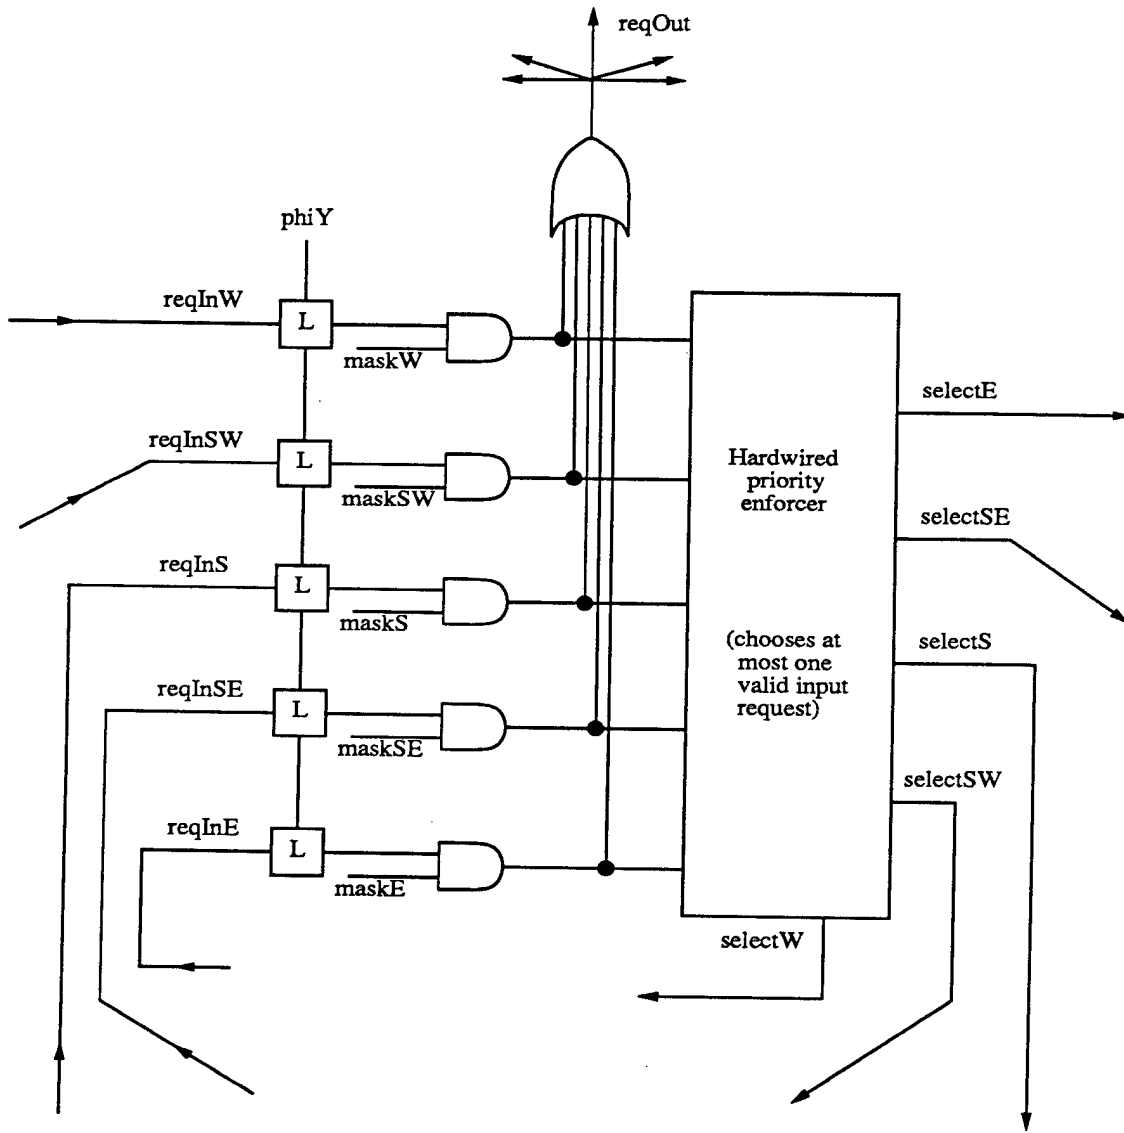 reqOut
phiY
reqInW
L
maskW
selectE
reqInSW
L
maskSW
Hardwired
priority
enforcer
selectSE
reqInS
L
maskS
(chooses at
most one
valid input
request)
selectS
reqInSE
L
maskSE
selectSW
reqInE
L
maskE
selectW